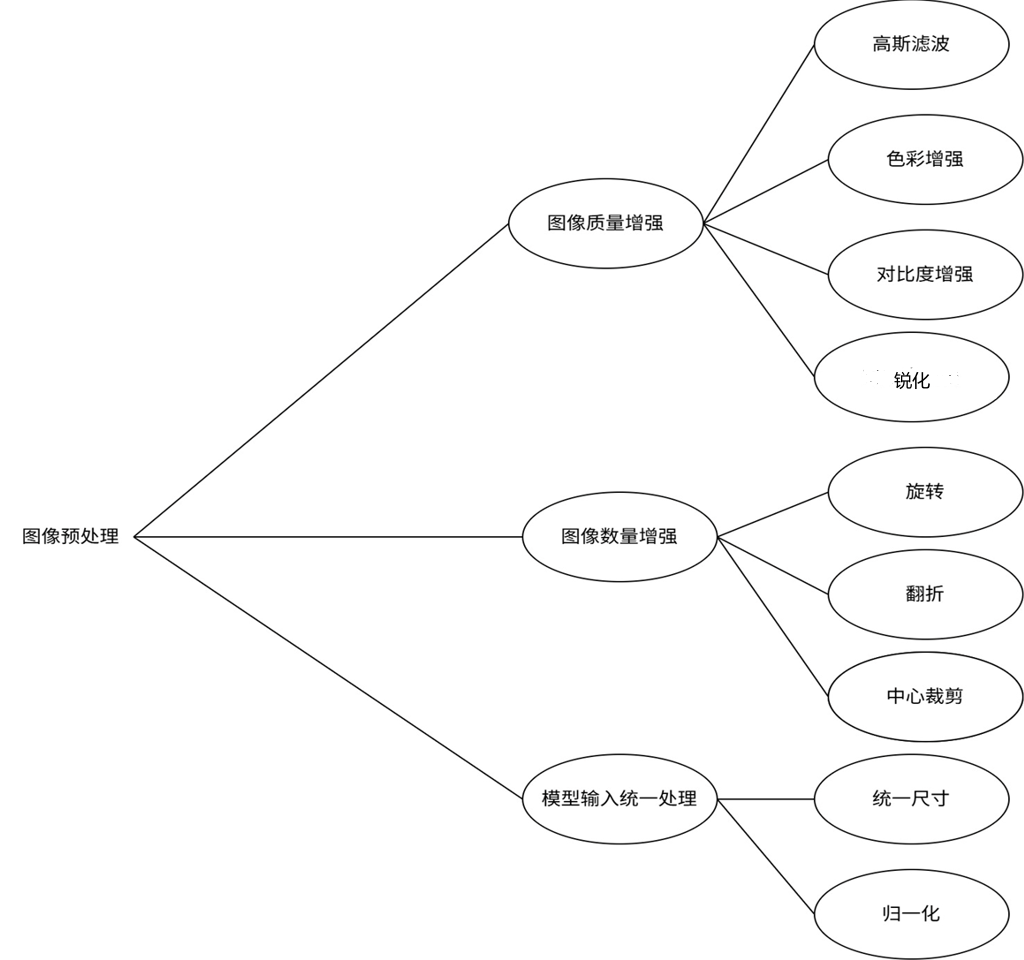 高斯滤波
色彩增强
图像质量增强
对比度增强
锐化
旋转
图像预处理
图像数量增强
翻折
中心裁剪
模型输入统一处理
统一尺寸
归一化